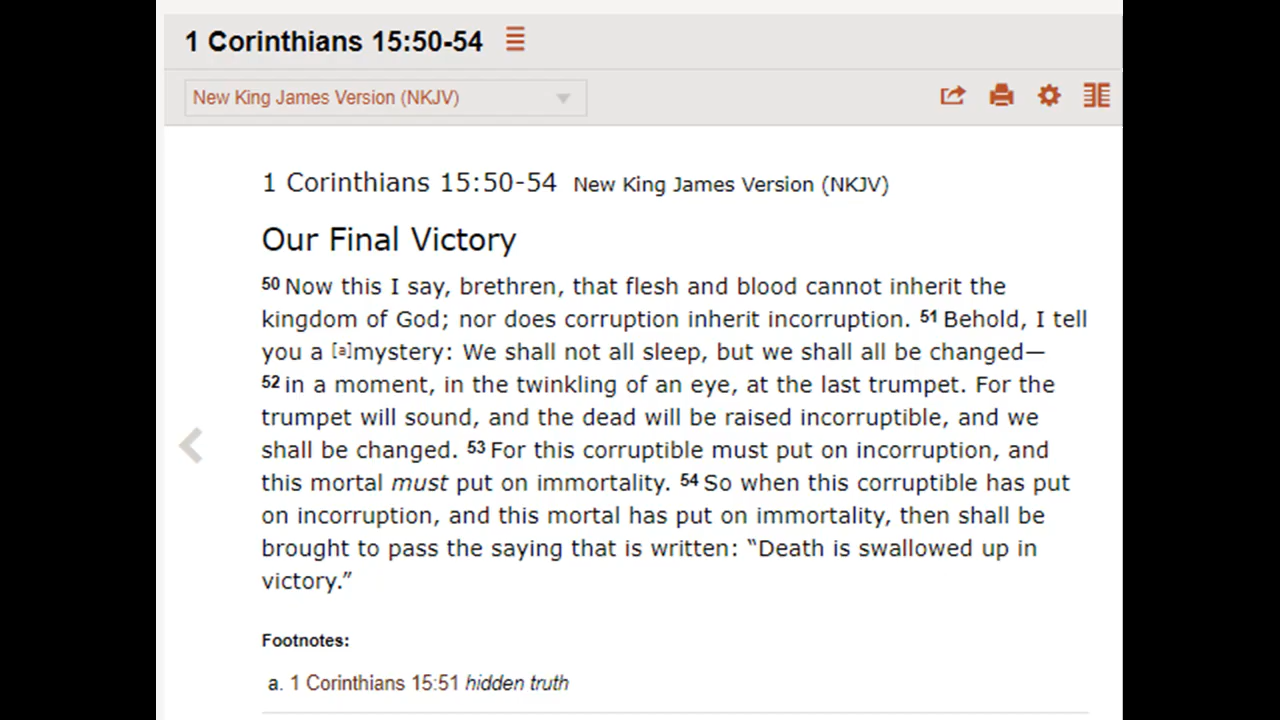 1 Corinthians 15:50-54
New King James Version (NKJV)
1 Corinthians 15:50-54 New King James Version (NKJV)
Our Final Victory
50 Now this I say, brethren, that flesh and blood cannot inherit the
kingdom of God; nor does corruption inherit incorruption. 51 Behold, I tell
you a [a]mystery: We shall not all sleep, but we shall all be changed—
52 in a moment, in the twinkling of an eye, at the last trumpet. For the
trumpet will sound, and the dead will be raised incorruptible, and we
shall be changed. 53 For this corruptible must put on incorruption, and
this mortal must put on immortality. 54 So when this corruptible has put
on incorruption, and this mortal has put on immortality, then shall be
brought to pass the saying that is written: “Death is swallowed up in
victory.”
Footnotes:
a. 1 Corinthians 15:51 hidden truth